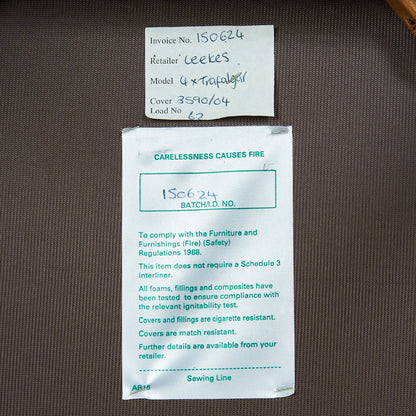 Invoice No. 150624
Retailer Leekes
Model 4 x Trafalgar
Cover 3590/04
Load No 62
CARELESSNESS CAUSES FIRE
150624
BATCH/I.D. NO.
To comply with the Furniture and
Furnishings (Fire) (Safety)
Regulations 1988.
This item does not require a Schedule 3
interliner.
All foams, fillings and composites have
been tested to ensure compliance with
the relevant ignitability test.
Covers and fillings are cigarette resistant.
Covers are match resistant.
Further details are available from your
retailer.
Sewing Line